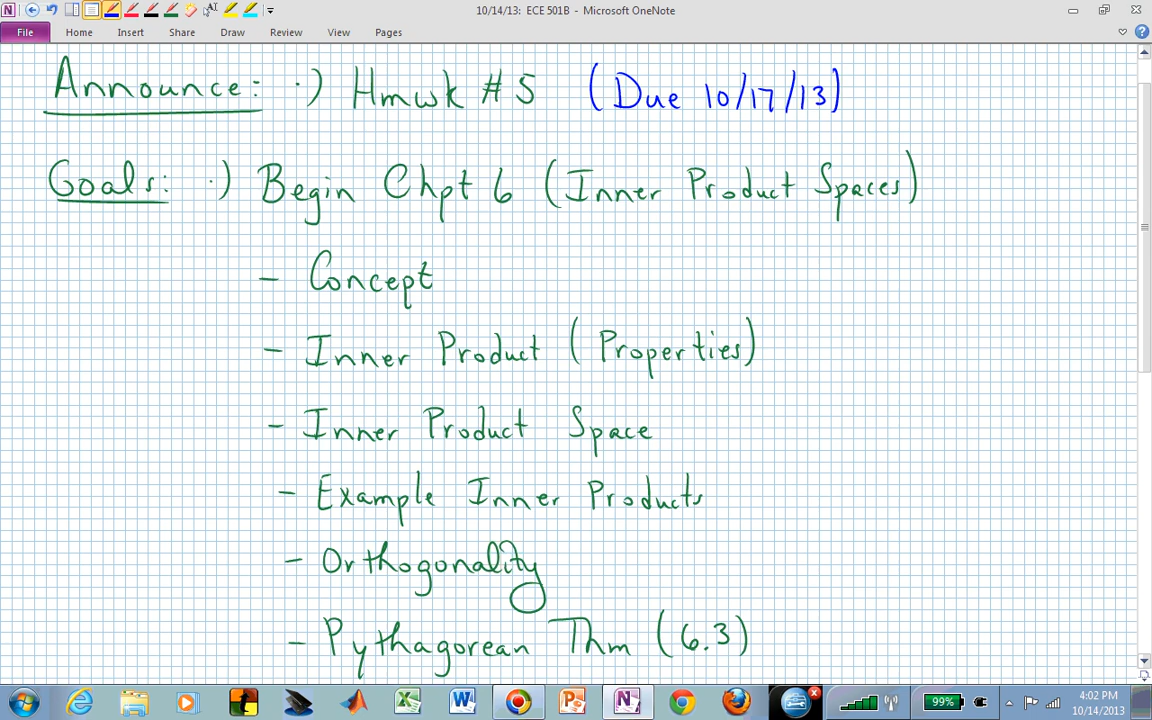 10/14/13: ECE 501B - Microsoft OneNote
File Home Insert Share Draw Review View Pages
Announce: ·) Hmwk #5 (Due 10/17/13)
Goals: ·) Begin Chpt 6 (Inner Product Spaces)
- Concept
- Inner Product (Properties)
- Inner Product Space
- Example Inner Products
- Orthogonality
- Pythagorean Thm (6.3)
99%
4:02 PM
10/14/2013